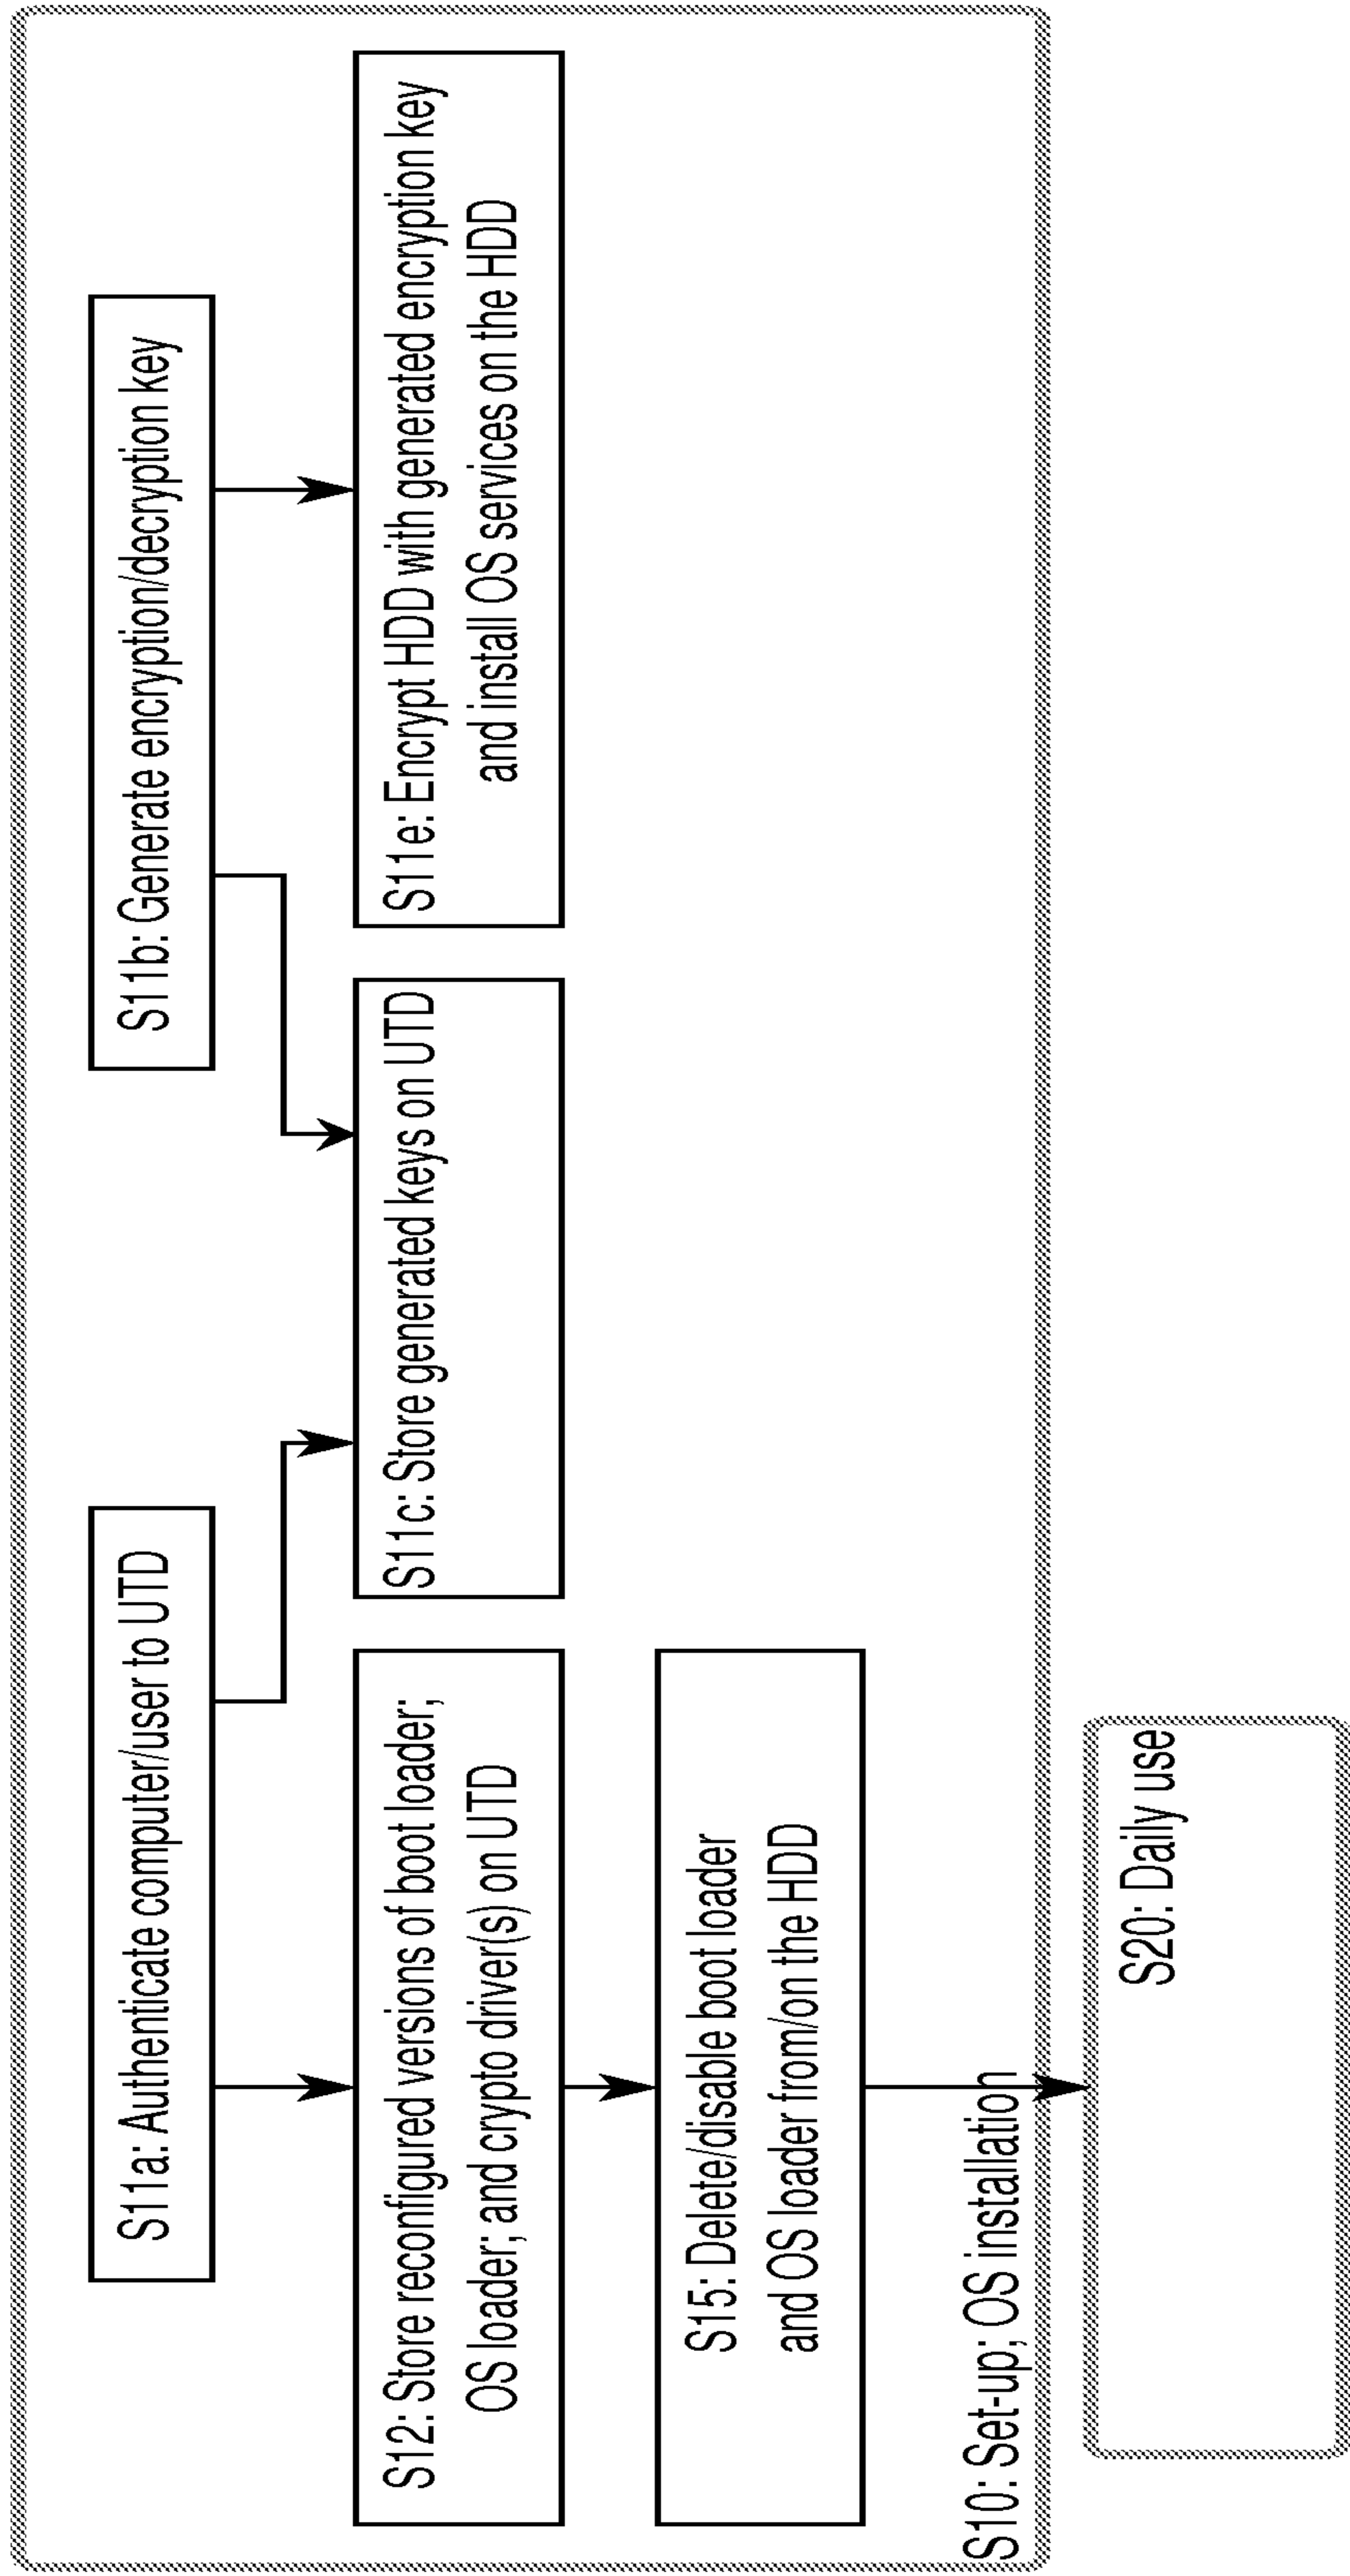 S11a: Authenticate computer/user to UTD
S11b: Generate encryption/decryption key
S12: Store reconfigured versions of boot loader;
OS loader; and crypto driver(s) on UTD
S11c: Store generated keys on UTD
S11e: Encrypt HDD with generated encryption key
and install OS services on the HDD
S15: Delete/disable boot loader
and OS loader from/on the HDD
S10: Set-up; OS installation
S20: Daily use